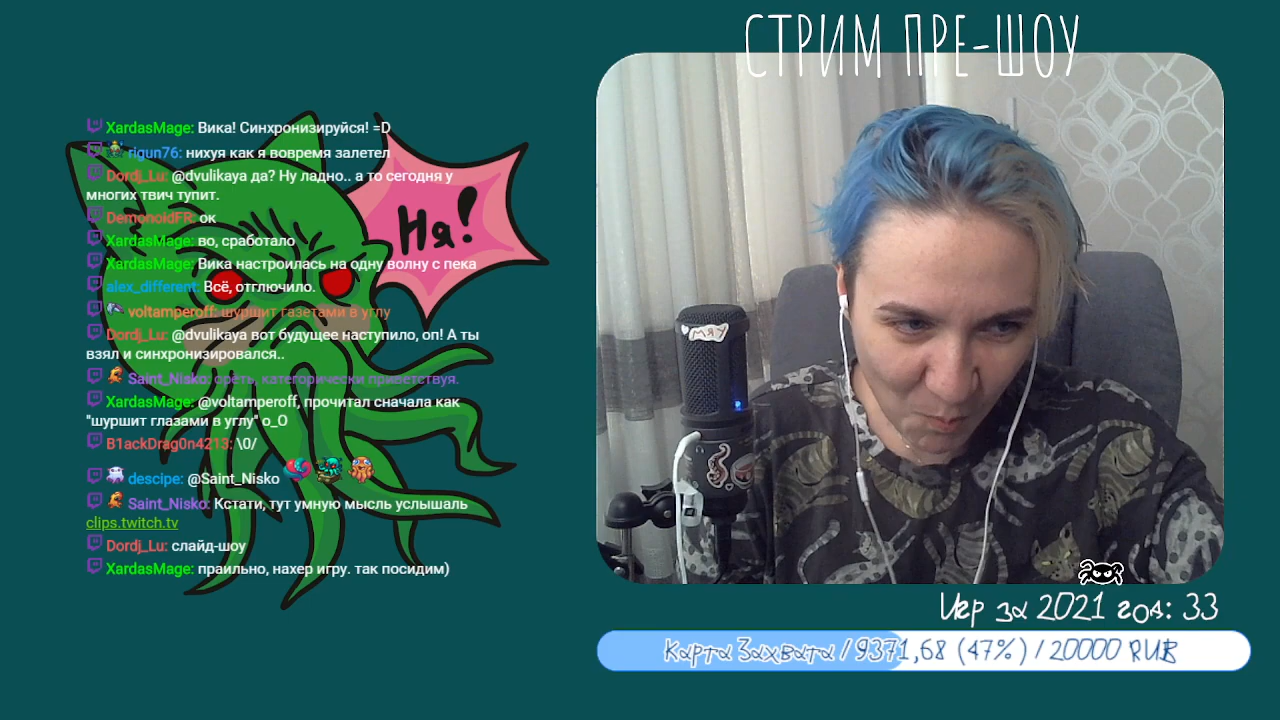 СТРИМ ПРЕ-ШОУ
XardasMage: Вика! Синхронизируйся! =D
rigun76: нихуя как я вовремя залетел
Dordj_Lu: @dvulikaya да? Ну ладно.. а то сегодня у
многих твич тупит.
DemonoidFR: ок
XardasMage: во, сработало
XardasMage: Вика настроилась на одну волну с пека
alex_different: Всё, отглючило.
voltamperoff: шуршит газетами в углу
Dordj_Lu: @dvulikaya вот будущее наступило, оп! А ты
взял и синхронизировался..
Saint_Nisko: орёть, категорически приветствуя.
XardasMage: @voltamperoff, прочитал сначала как
"шуршит глазами в углу" o_O
B1ackDrag0n4213: \0/
descipe: @Saint_Nisko
Saint_Nisko: Кстати, тут умную мысль услышаль
clips.twitch.tv
Dordj_Lu: слайд-шоу
XardasMage: праильно, нахер игру. так посидим)
Ня!
МЯУ
Игр за 2021 год: 33
Карта Захвата / 9371,68 (47%) / 20000 RUB